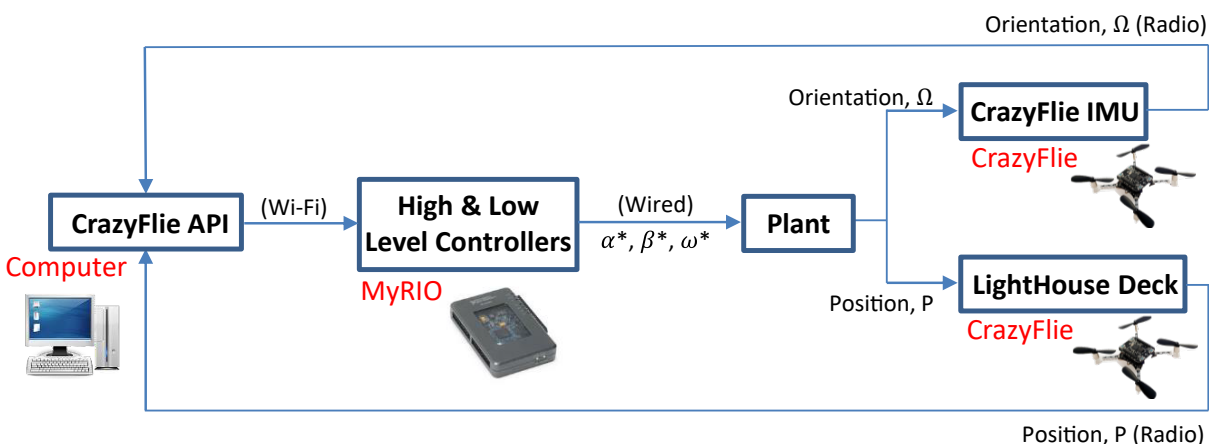 Orientation, Ω (Radio)
Orientation, Ω
CrazyFlie IMU
CrazyFlie
CrazyFlie API
(Wi-Fi)
High & Low
Level Controllers
(Wired)
α*, β*, ω*
Plant
Computer
MyRIO
LightHouse Deck
Position, P
CrazyFlie
Position, P (Radio)